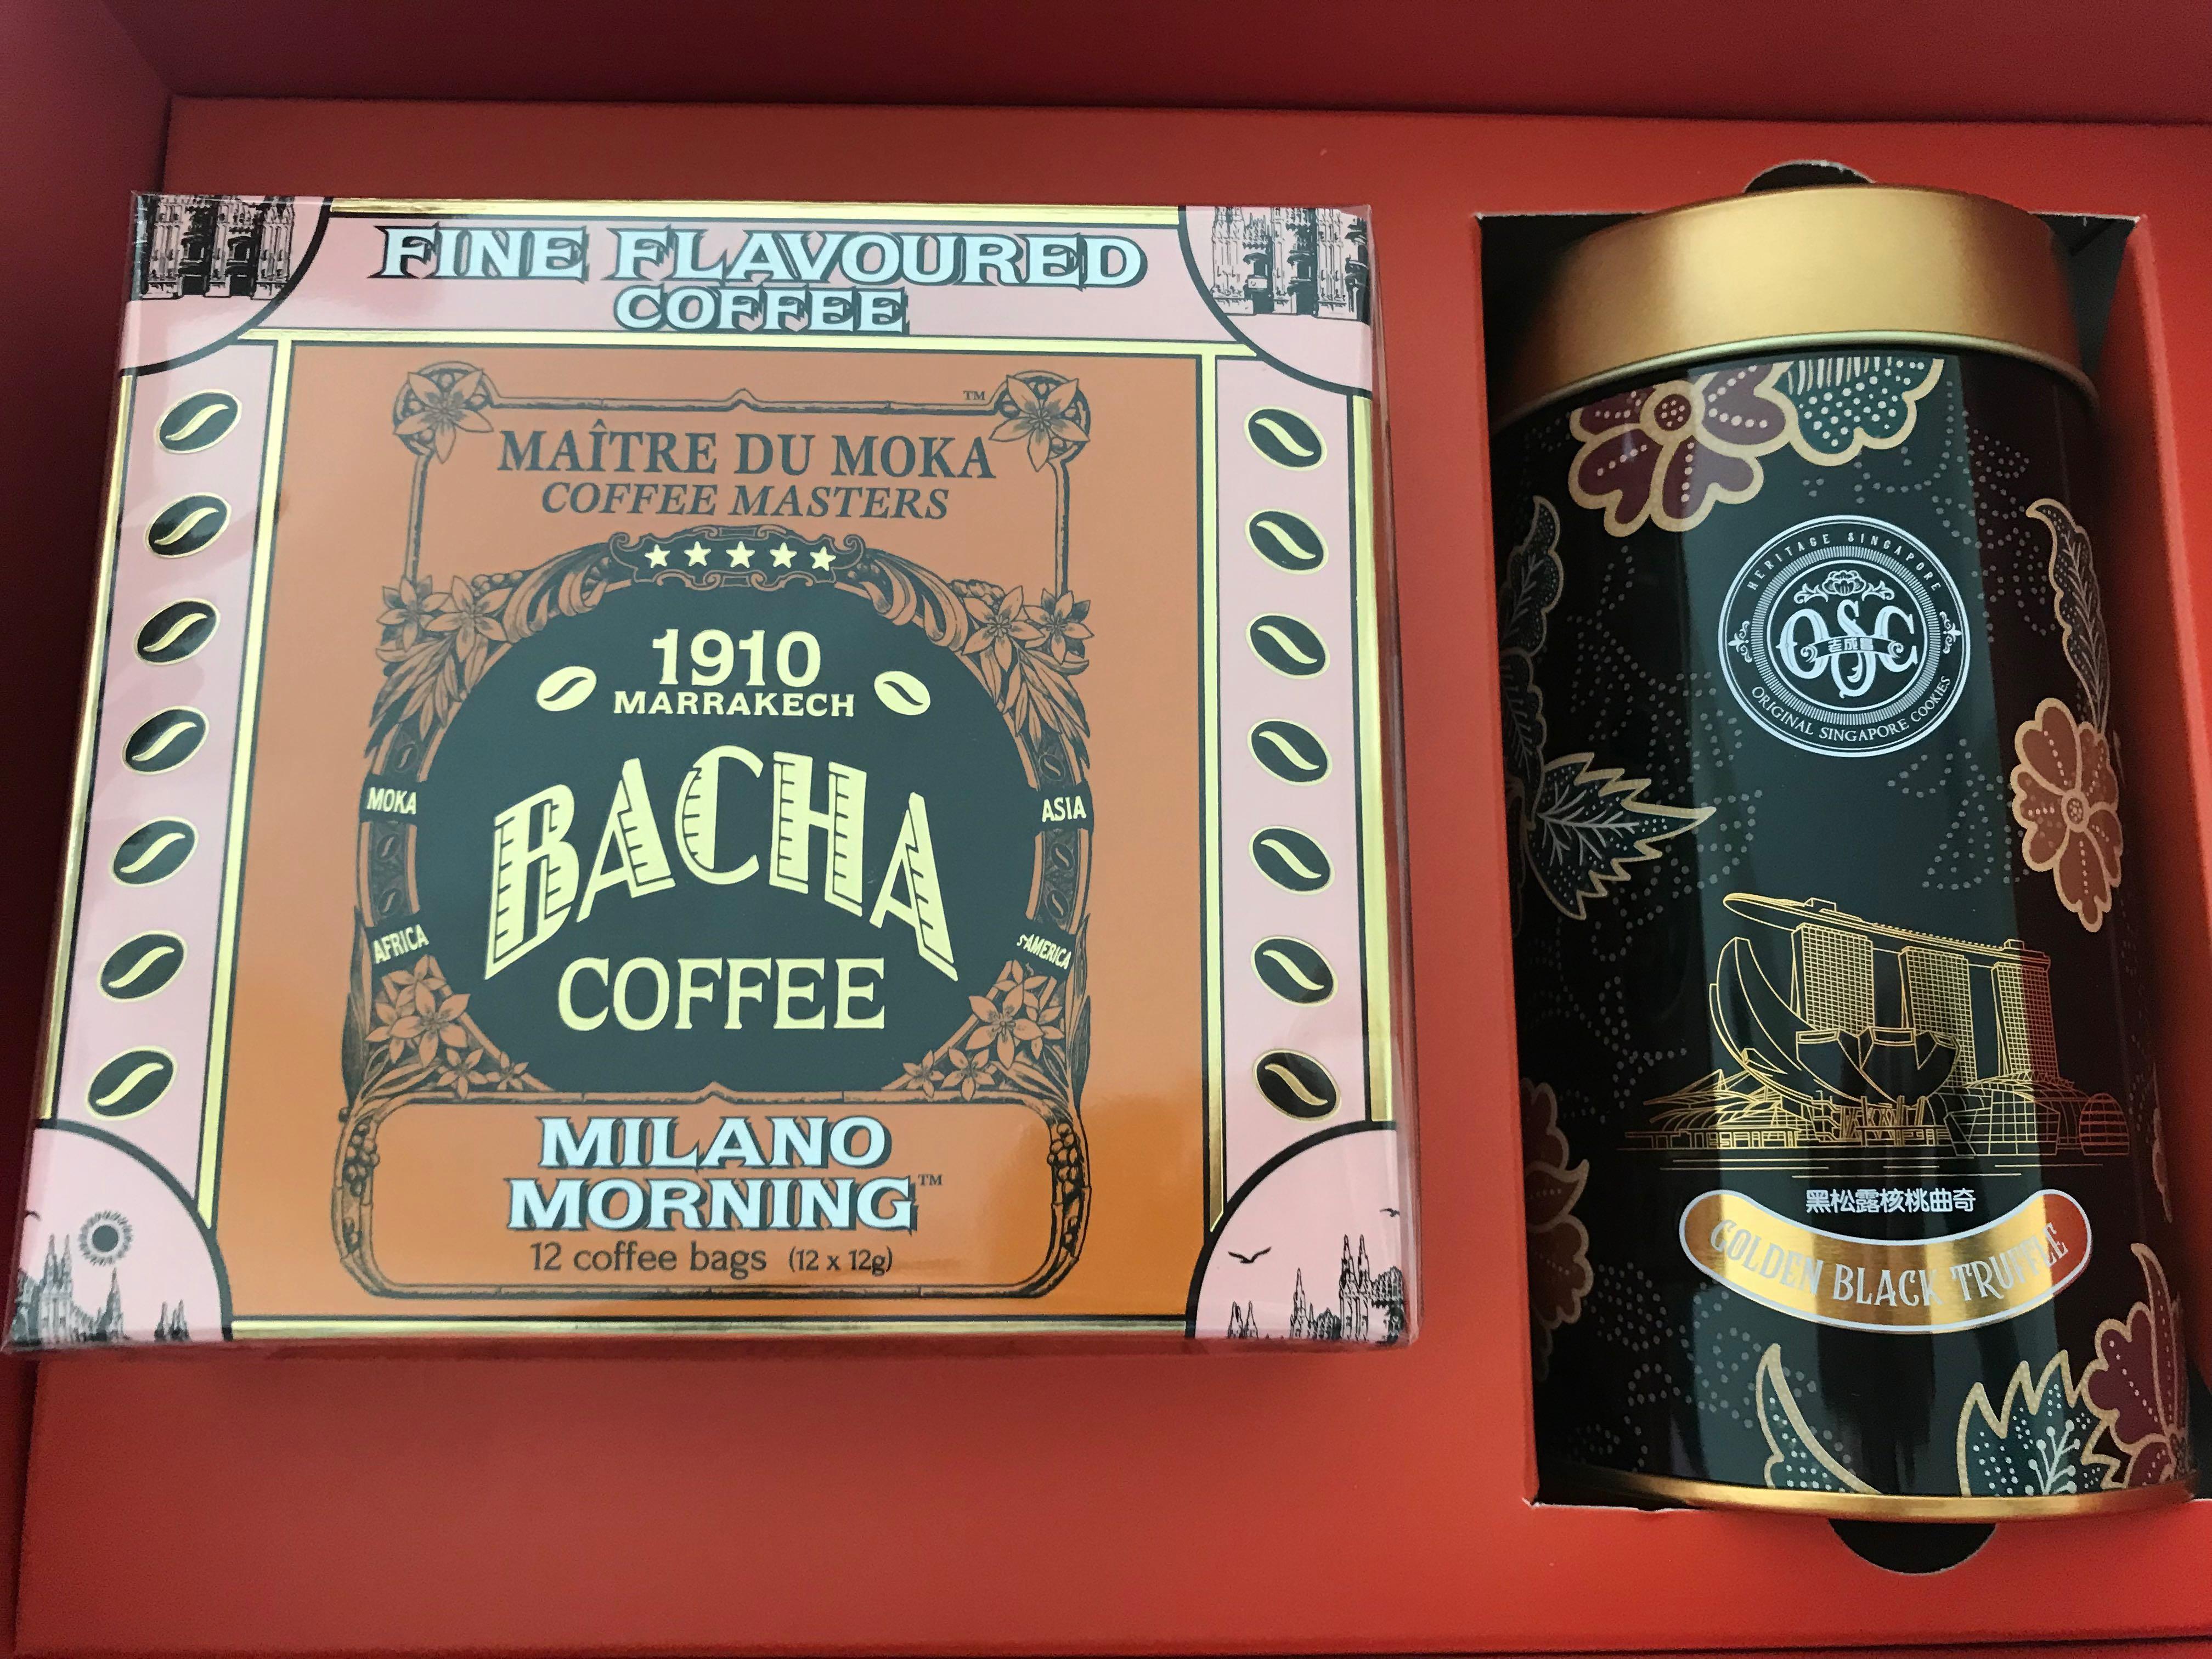 FINE FLAVOURED
COFFEE
™
MAÎTRE DU MOKA
COFFEE MASTERS
1910
MARRAKECH
BACHA
COFFEE
MOKA
ASIA
AFRICA
S.AMERICA
MILANO
MORNING™
12 coffee bags (12 x 12g)
HERITAGE SINGAPORE
OSC
老成昌
ORIGINAL SINGAPORE COOKIES
黑松露核桃曲奇
GOLDEN BLACK TRUFFLE